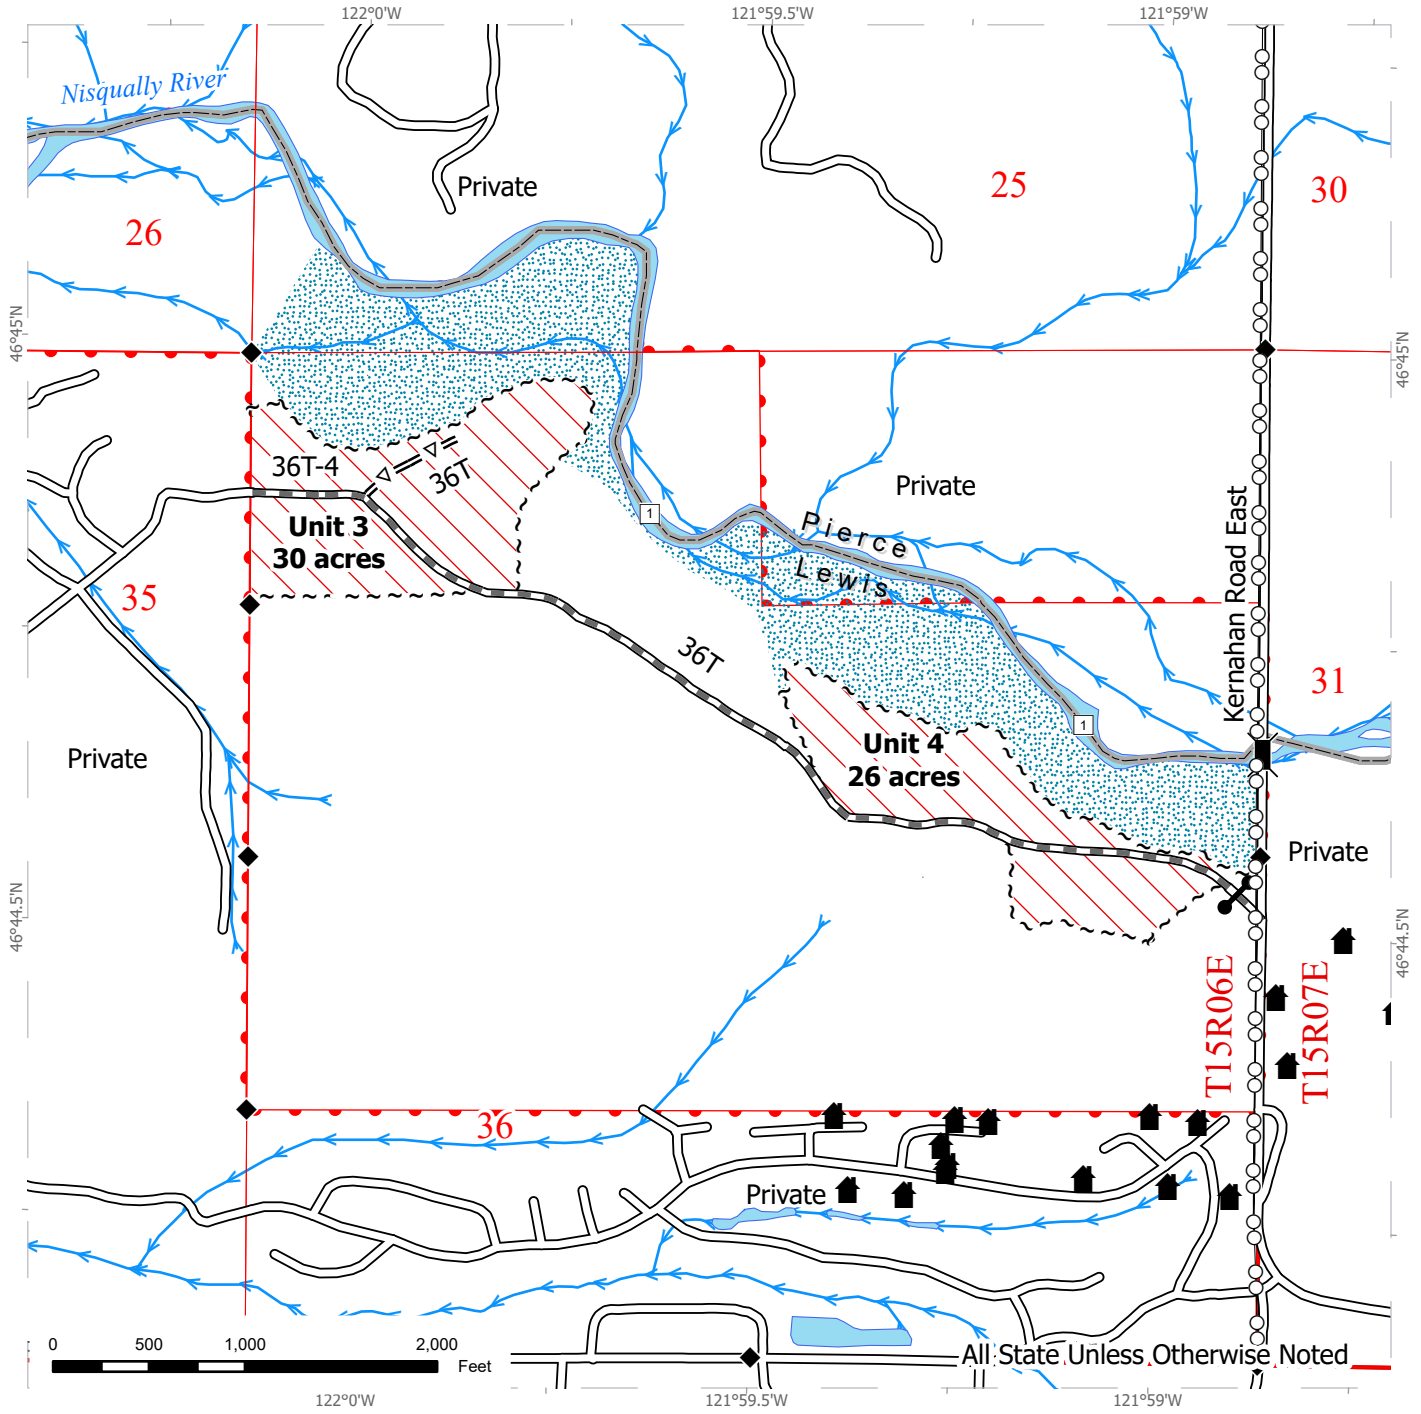 122°0'W
121°59.5'W
121°59'W
Nisqually River
Private
25
30
26
46°45'N
46°45'N
36T-4
36T
Private
Unit 3
30 acres
1
Pierce
Lewis
Kernahan Road East
35
36T
31
1
Private
Unit 4
26 acres
Private
46°44.5'N
46°44.5'N
T15R06E
T15R07E
36
Private
0 500 1,000 2,000
Feet
All State Unless Otherwise Noted
122°0'W
121°59.5'W
121°59'W